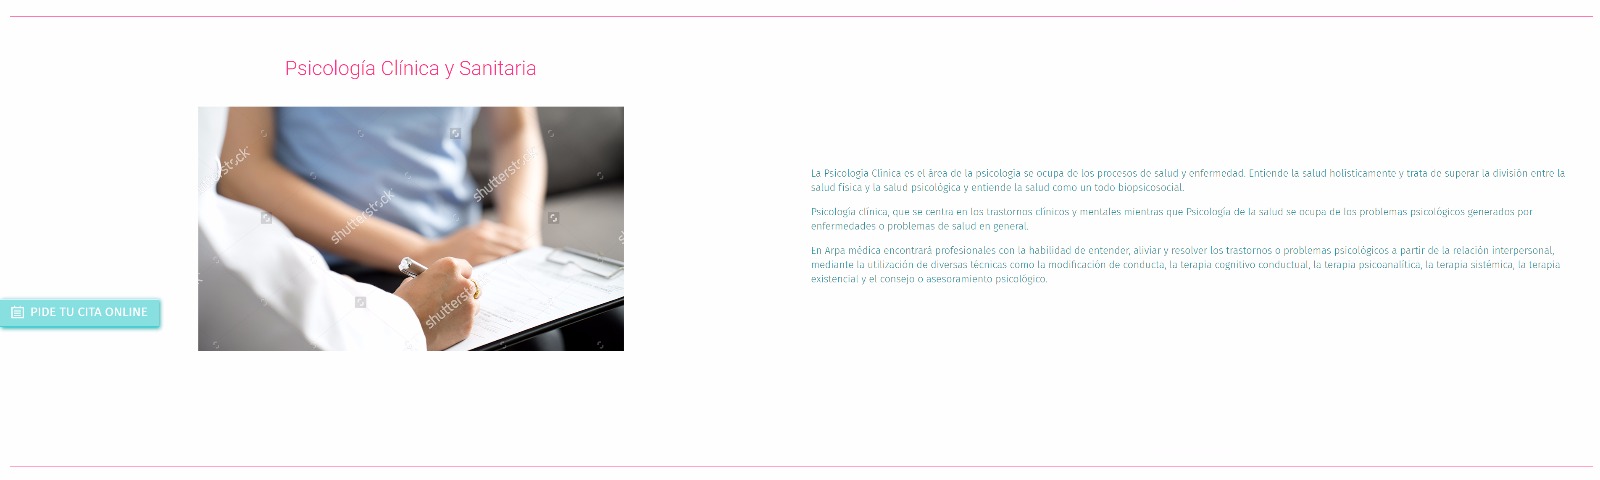 Psicología Clínica y Sanitaria
shutterstock
shutterstock
shutterstock
shutterstock
PIDE TU CITA ONLINE
La Psicología Clínica es el área de la psicología se ocupa de los procesos de salud y enfermedad. Entiende la salud holísticamente y trata de superar la división entre la
salud física y la salud psicológica y entiende la salud como un todo biopsicosocial.
Psicología clínica, que se centra en los trastornos clínicos y mentales mientras que Psicología de la salud se ocupa de los problemas psicológicos generados por
enfermedades o problemas de salud en general.
En Arpa médica encontrará profesionales con la habilidad de entender, aliviar y resolver los trastornos o problemas psicológicos a partir de la relación interpersonal,
mediante la utilización de diversas técnicas como la modificación de conducta, la terapia cognitivo conductual, la terapia psicoanalítica, la terapia sistémica, la terapia
existencial y el consejo o asesoramiento psicológico.